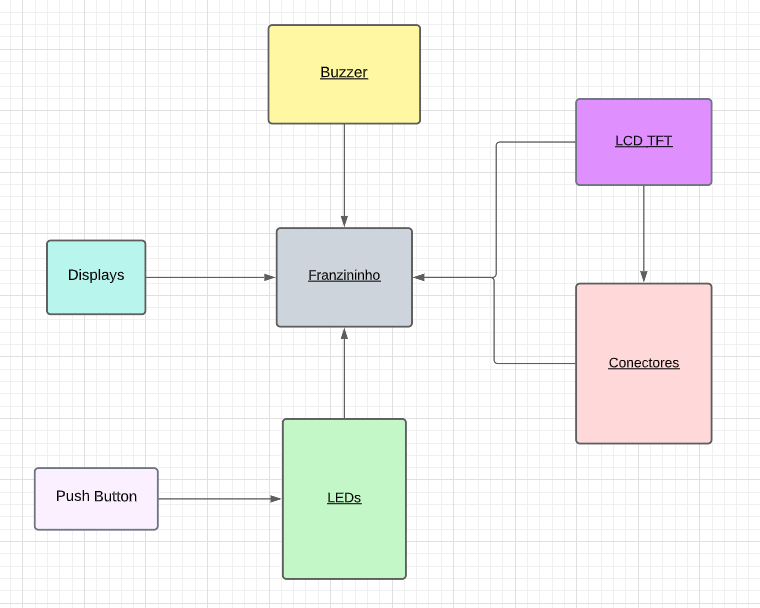 Buzzer
LCD TFT
Displays
Franzininho
Conectores
Push Button
LEDs